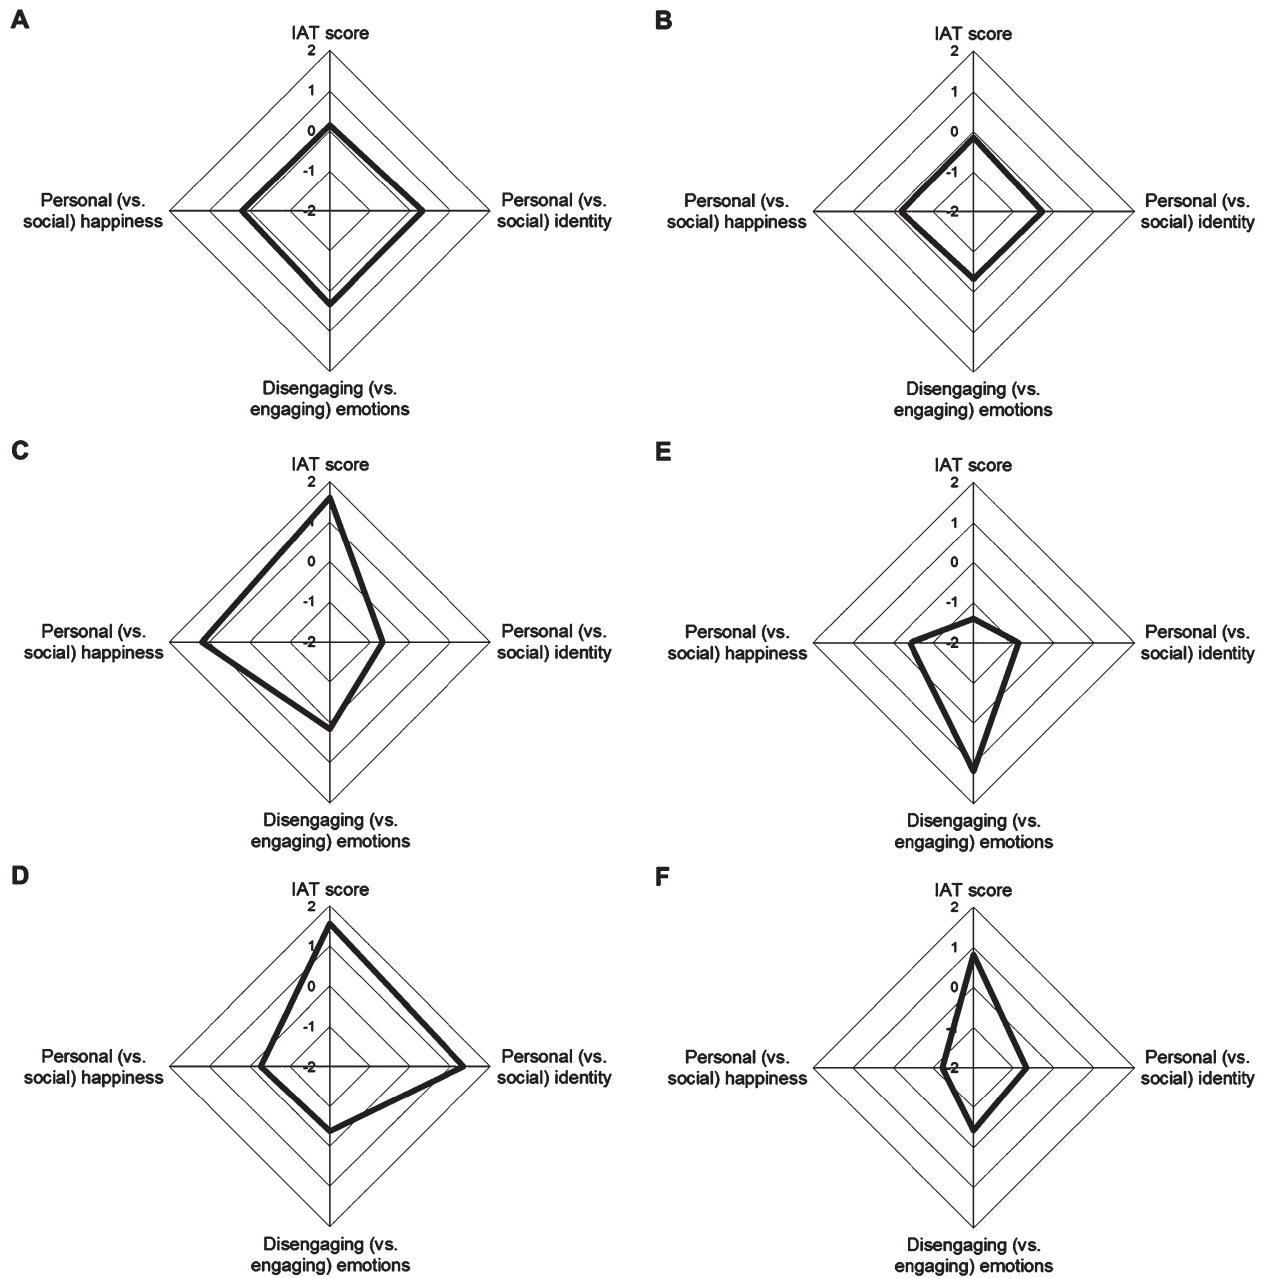 A
IAT score
2
1
0
-1
-2
Personal (vs.
social) happiness
Personal (vs.
social) identity
Disengaging (vs.
engaging) emotions
B
IAT score
2
1
0
-1
-2
Personal (vs.
social) happiness
Personal (vs.
social) identity
Disengaging (vs.
engaging) emotions
C
IAT score
2
1
0
-1
-2
Personal (vs.
social) happiness
Personal (vs.
social) identity
Disengaging (vs.
engaging) emotions
E
IAT score
2
1
0
-1
-2
Personal (vs.
social) happiness
Personal (vs.
social) identity
Disengaging (vs.
engaging) emotions
D
IAT score
2
1
0
-1
-2
Personal (vs.
social) happiness
Personal (vs.
social) identity
Disengaging (vs.
engaging) emotions
F
IAT score
2
1
0
-1
-2
Personal (vs.
social) happiness
Personal (vs.
social) identity
Disengaging (vs.
engaging) emotions